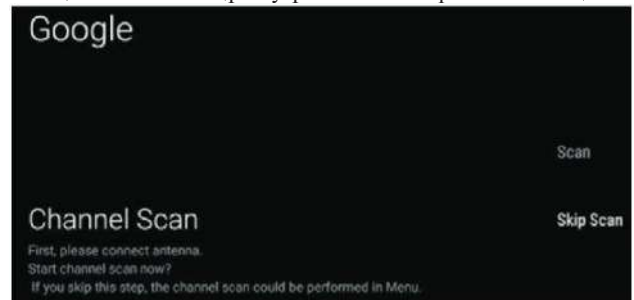 Google
Scan
Channel Scan
Skip Scan
First, please connect antenna.
Start channel scan now?
If you skip this step, the channel scan could be performed in Menu.